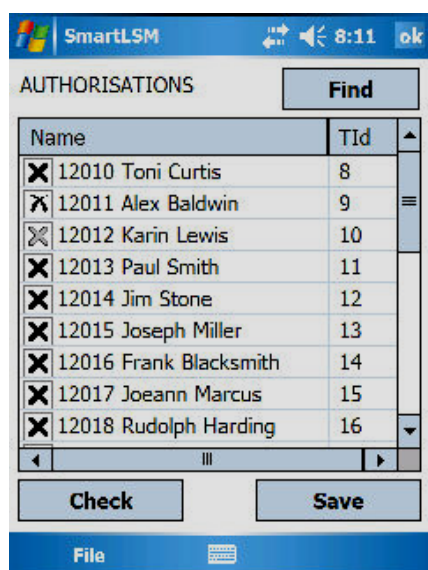 SmartLSM 8:11 ok
AUTHORISATIONS Find
Name TId
12010 Toni Curtis 8
12011 Alex Baldwin 9
12012 Karin Lewis 10
12013 Paul Smith 11
12014 Jim Stone 12
12015 Joseph Miller 13
12016 Frank Blacksmith 14
12017 Joeann Marcus 15
12018 Rudolph Harding 16
Check Save
File